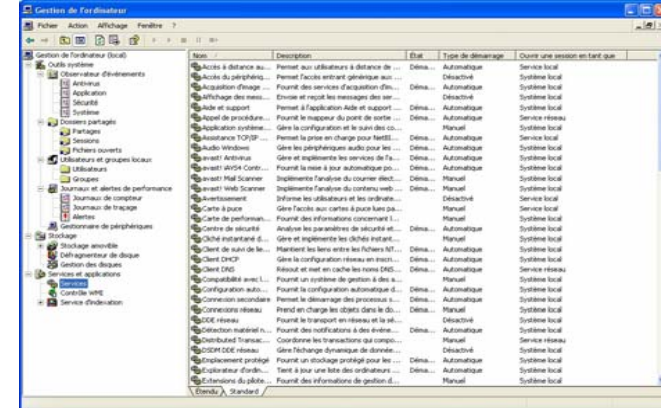 Gestion de l'ordinateur
Fichier Action Affichage Fenêtre ?
Gestion de l'ordinateur (local)
Outils système
Observateur d'événements
Antivirus
Application
Sécurité
Système
Dossiers partagés
Partages
Sessions
Fichiers ouverts
Utilisateurs et groupes locaux
Utilisateurs
Groupes
Journaux et alertes de performance
Journaux de compteur
Journaux de traçage
Alertes
Gestionnaire de périphériques
Stockage
Stockage amovible
Défragmenteur de disque
Gestion des disques
Services et applications
Services
Contrôle WMI
Service d'indexation
Nom Description État Type de démarrage Ouvrir une session en tant que
Accès à distance au... Permet aux utilisateurs à distance de ... Déma... Automatique Service local
Accès du périphériq... Permet l'accès entrant générique aux ... Désactivé Système local
Acquisition d'image ... Fournit des services d'acquisition d'im... Déma... Automatique Système local
Affichage des mess... Envoie et reçoit les messages des ser... Désactivé Système local
Aide et support Permet à l'application Aide et support ... Déma... Automatique Système local
Appel de procédure... Fournit le mappeur du point de sortie ... Déma... Automatique Service réseau
Application système... Gère la configuration et le suivi des co... Manuel Système local
Assistance TCP/IP ... Permet la prise en charge pour NetBI... Déma... Automatique Service local
Audio Windows Gère les périphériques audio pour les ... Déma... Automatique Système local
avast! Antivirus Gère et implémente les services de l'a... Déma... Automatique Système local
avast! iAVS4 Contr... Fournit la mise à jour automatique po... Déma... Automatique Système local
avast! Mail Scanner Implémente l'analyse du courrier élect... Déma... Manuel Système local
avast! Web Scanner Implémente l'analyse du contenu web ... Déma... Manuel Système local
Avertissement Informe les utilisateurs et les ordinate... Désactivé Service local
Carte à puce Gère l'accès aux cartes à puce lues pa... Manuel Service local
Carte de performan... Fournit des informations concernant l... Manuel Système local
Centre de sécurité Analyse les paramètres de sécurité et... Déma... Automatique Système local
Cliché instantané d... Gère et implémente les clichés instant... Manuel Système local
Client de suivi de lie... Maintient les liens entre les fichiers NT... Déma... Automatique Système local
Client DHCP Gère la configuration réseau en inscri... Déma... Automatique Système local
Client DNS Résout et met en cache les noms DNS... Déma... Automatique Service réseau
Compatibilité avec l... Fournit un système de gestion à des a... Manuel Système local
Configuration auto... Fournit la configuration automatique d... Déma... Automatique Système local
Connexion secondaire Permet le démarrage des processus s... Déma... Automatique Système local
Connexions réseau Prend en charge les objets dans le do... Déma... Manuel Système local
DDE réseau Fournit le transport en réseau et la sé... Désactivé Système local
Détection matériel n... Fournit des notifications à des évène... Déma... Automatique Système local
Distributed Transac... Coordonne les transactions qui compo... Manuel Service réseau
DSDM DDE réseau Gère l'échange dynamique de donnée... Désactivé Système local
Emplacement protégé Fournit un stockage protégé pour les ... Déma... Automatique Système local
Explorateur d'ordin... Tient à jour une liste des ordinateurs ... Déma... Automatique Système local
Extensions du pilote... Fournit des informations de gestion d... Manuel Système local
Étendu Standard